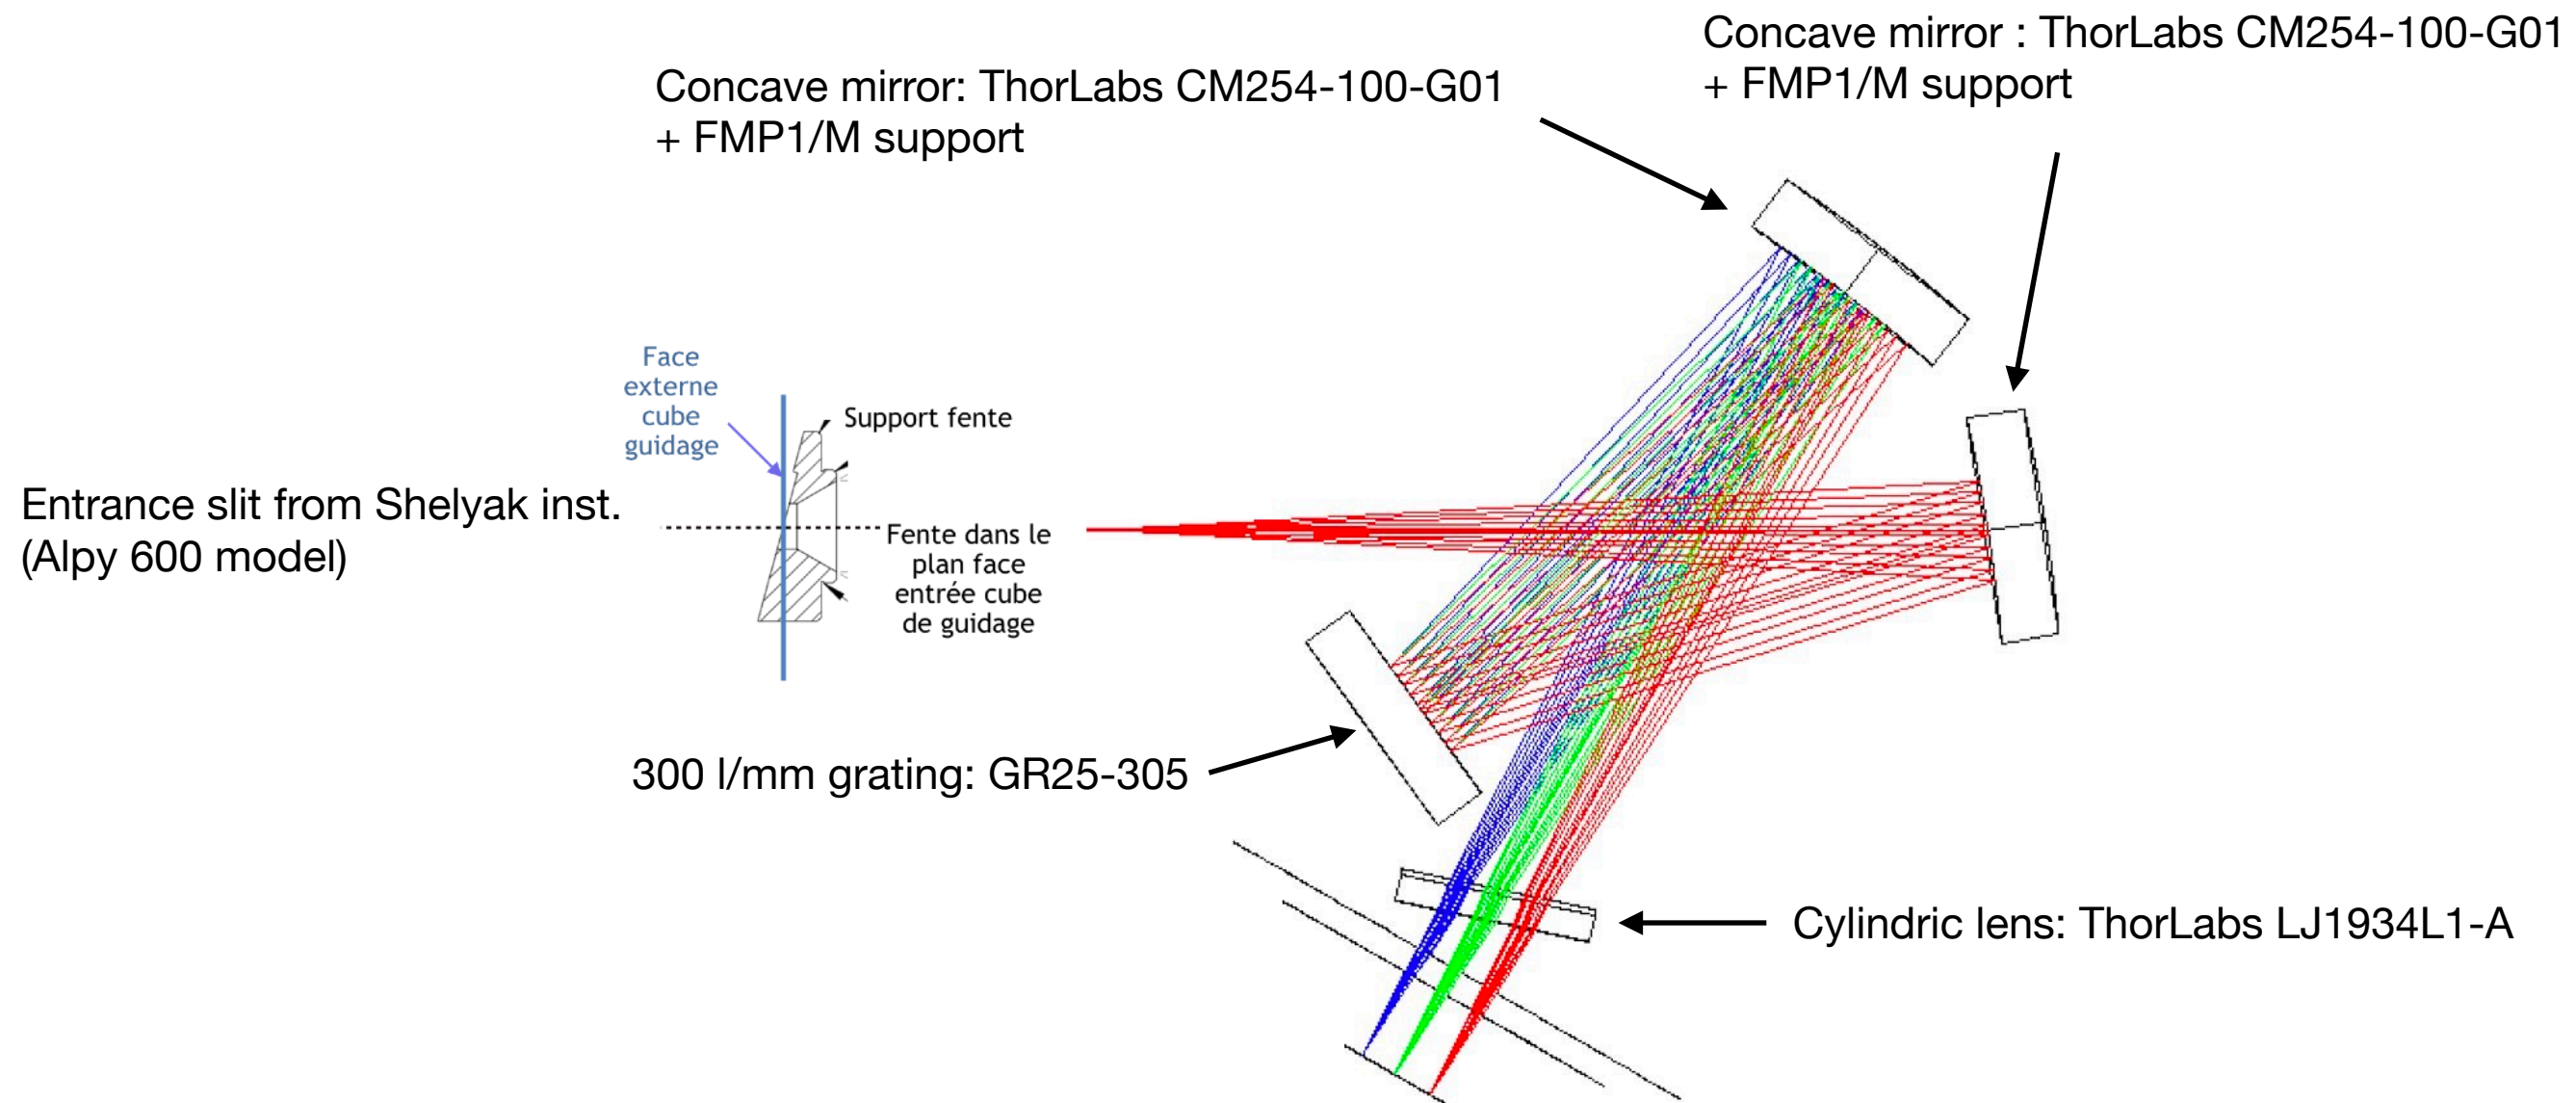 Concave mirror : ThorLabs CM254-100-G01
+ FMP1/M support
Concave mirror: ThorLabs CM254-100-G01
+ FMP1/M support
Face
externe
cube
guidage
Support fente
Entrance slit from Shelyak inst.
(Alpy 600 model)
Fente dans le
plan face
entrée cube
de guidage
300 l/mm grating: GR25-305
Cylindric lens: ThorLabs LJ1934L1-A